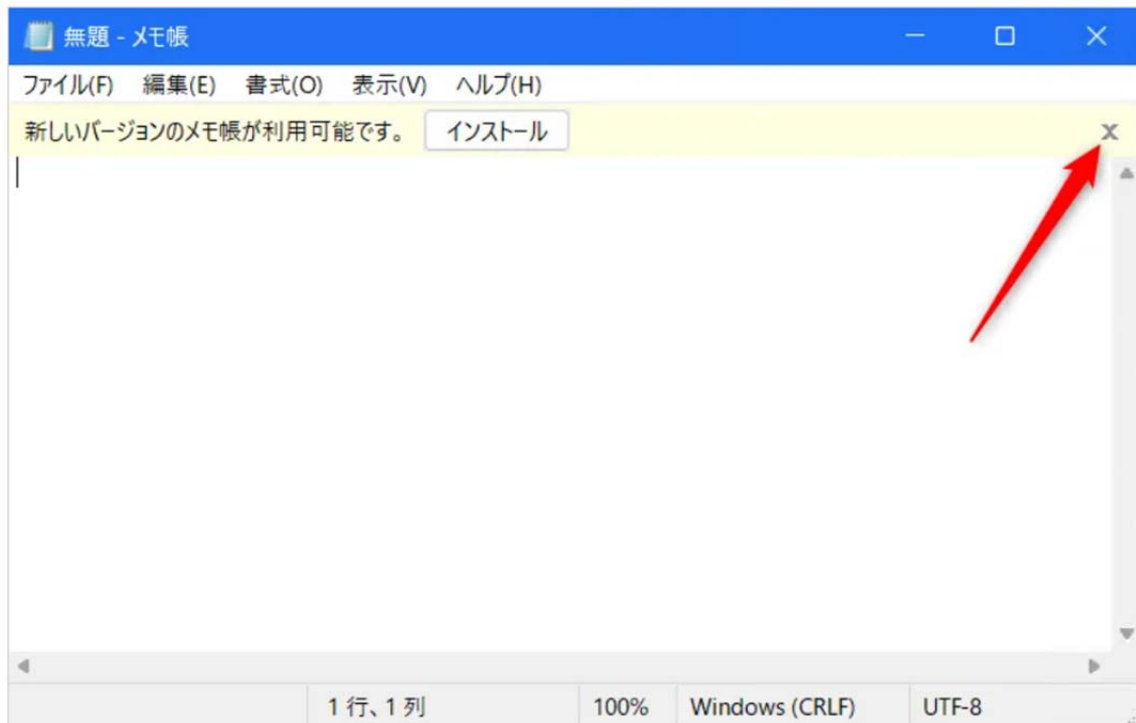 無題 - メモ帳
ファイル(F) 編集(E) 書式(O) 表示(V) ヘルプ(H)
新しいバージョンのメモ帳が利用可能です。 インストール x
1 行、1 列 100% Windows (CRLF) UTF-8